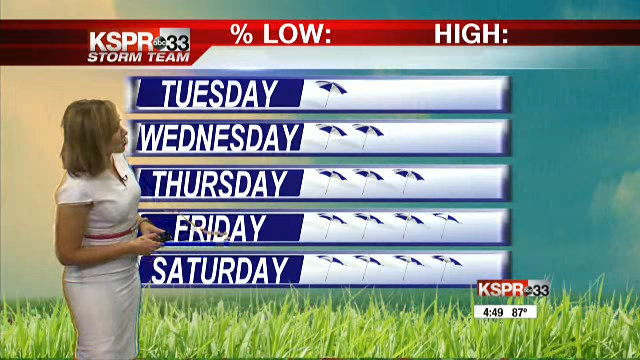 KSPR abc 33 % LOW: HIGH:
STORM TEAM
TUESDAY
WEDNESDAY
THURSDAY
FRIDAY
SATURDAY
KSPR abc 33
4:49 87°